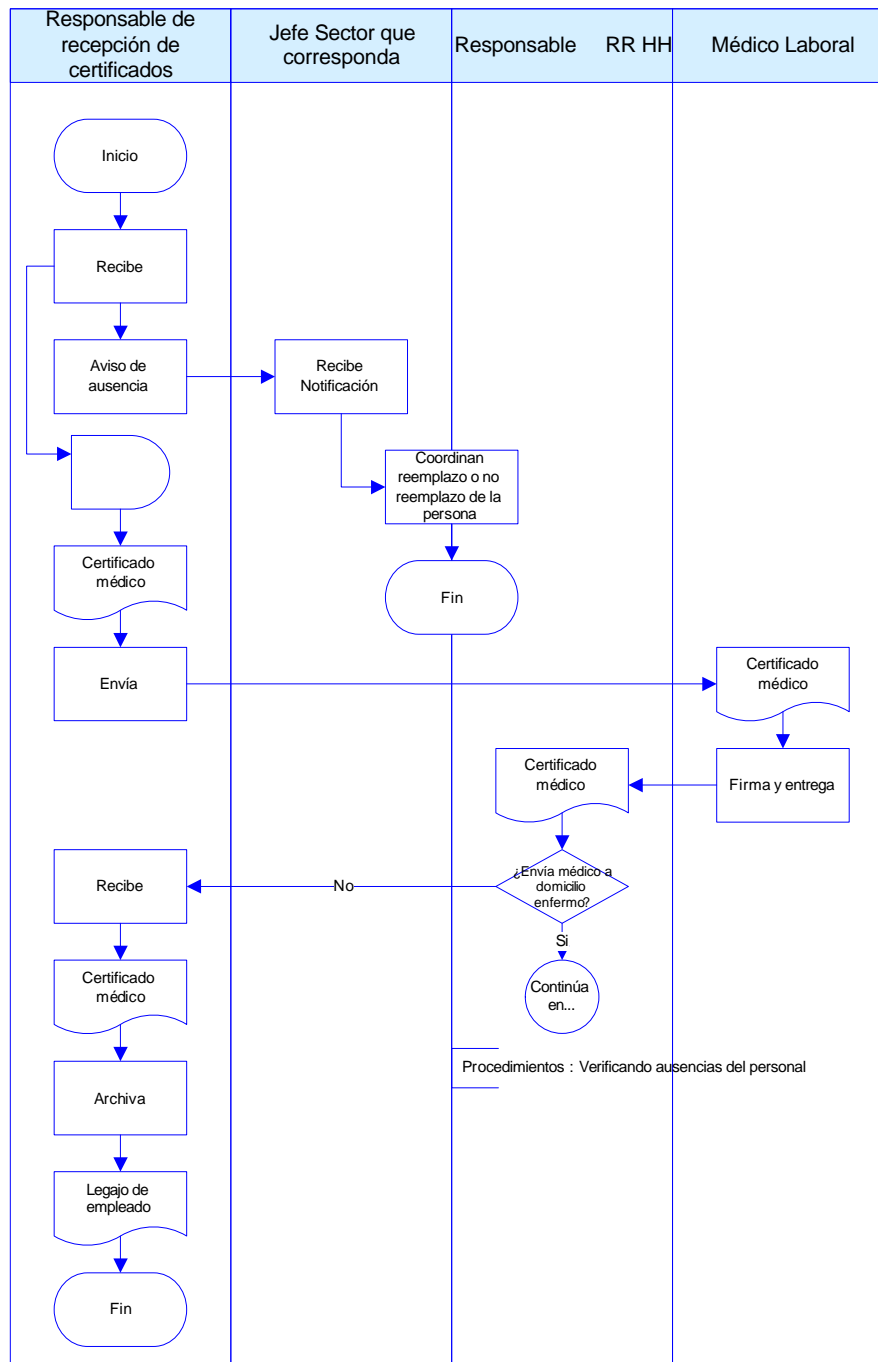 Responsable de
recepción de
certificados
Jefe Sector que
corresponda
Responsable RR HH
Médico Laboral
Inicio
Recibe
Aviso de
ausencia
Recibe
Notificación
Coordinan
reemplazo o no
reemplazo de la
persona
Certificado
médico
Fin
Envía
Certificado
médico
Certificado
médico
Firma y entrega
Recibe
No
¿Envía médico a
domicilio
enfermo?
Si
Certificado
médico
Continúa
en...
Procedimientos : Verificando ausencias del personal
Archiva
Legajo de
empleado
Fin